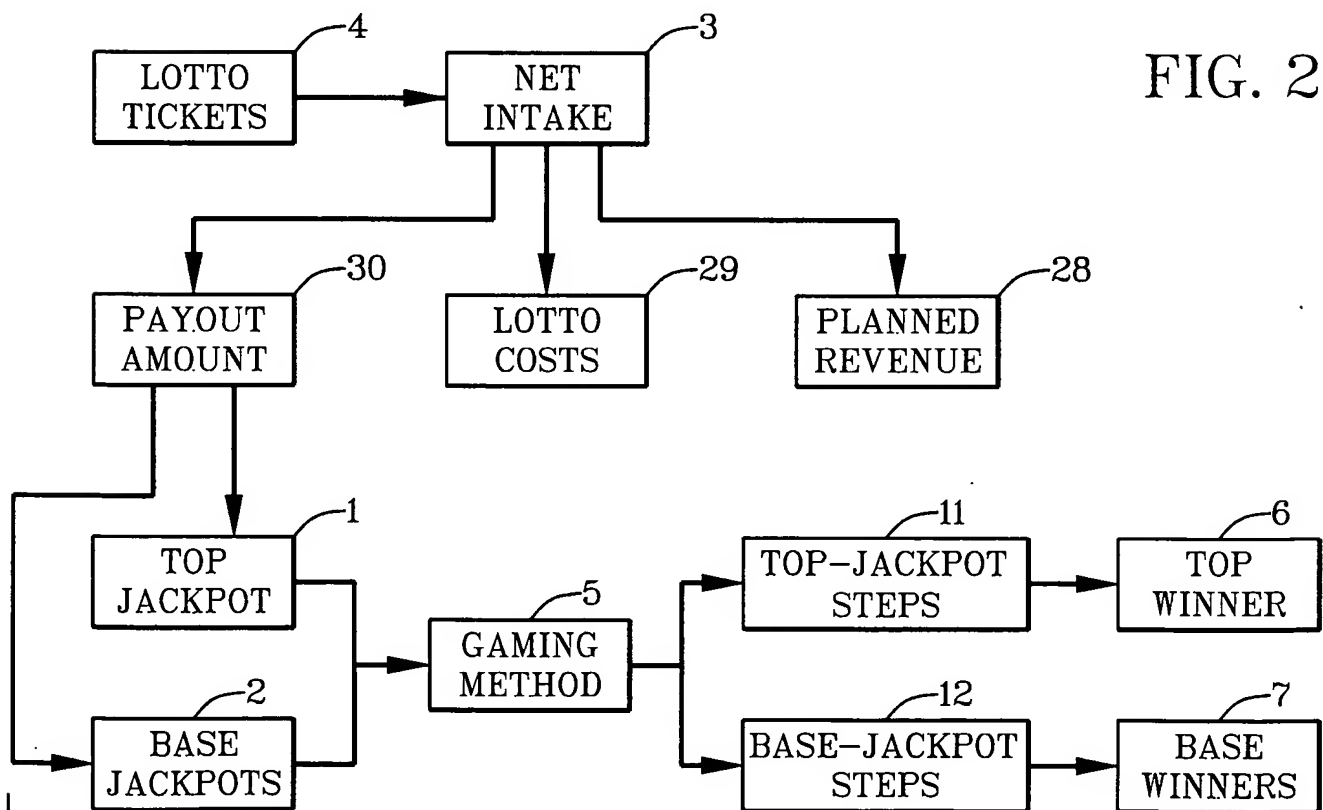 4
3
FIG. 2
LOTTO
TICKETS
NET
INTAKE
30
29
28
PAYOUT
AMOUNT
LOTTO
COSTS
PLANNED
REVENUE
1
11
6
TOP
JACKPOT
TOP-JACKPOT
STEPS
TOP
WINNER
5
GAMING
METHOD
2
12
7
BASE
JACKPOTS
BASE-JACKPOT
STEPS
BASE
WINNERS